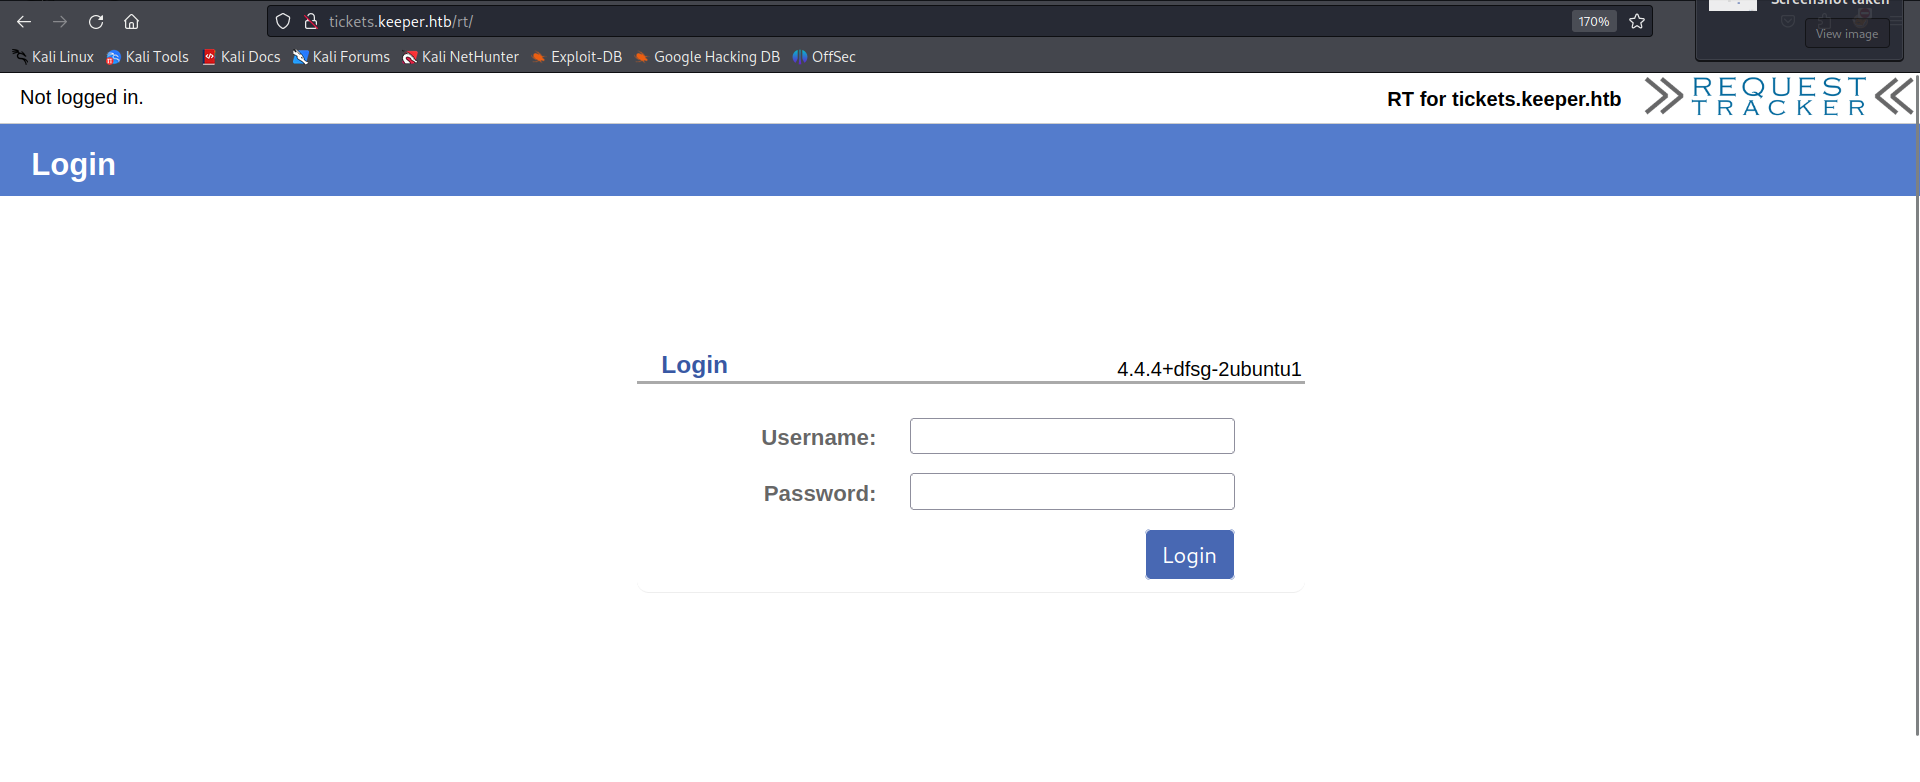 Screenshot taken
tickets.keeper.htb/rt/
170%
View image
Kali Linux
Kali Tools
Kali Docs
Kali Forums
Kali NetHunter
Exploit-DB
Google Hacking DB
OffSec
Not logged in.
RT for tickets.keeper.htb
REQUEST
TRACKER
Login
Login
4.4.4+dfsg-2ubuntu1
Username:
Password:
Login